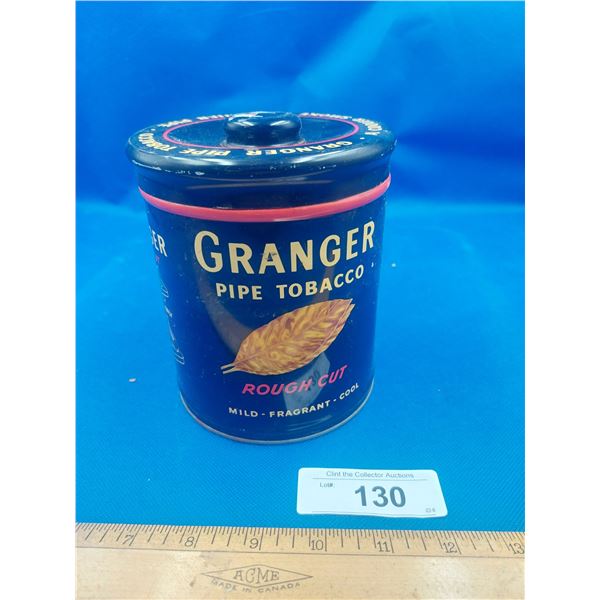 GRANGER PIPE TOBACCO
GRANGER
PIPE TOBACCO
ROUGH CUT
MILD - FRAGRANT - COOL
Clint the Collector Auctions
Lot#:
130
7 8 9 10 11 12 13
ACME
MADE IN CANADA